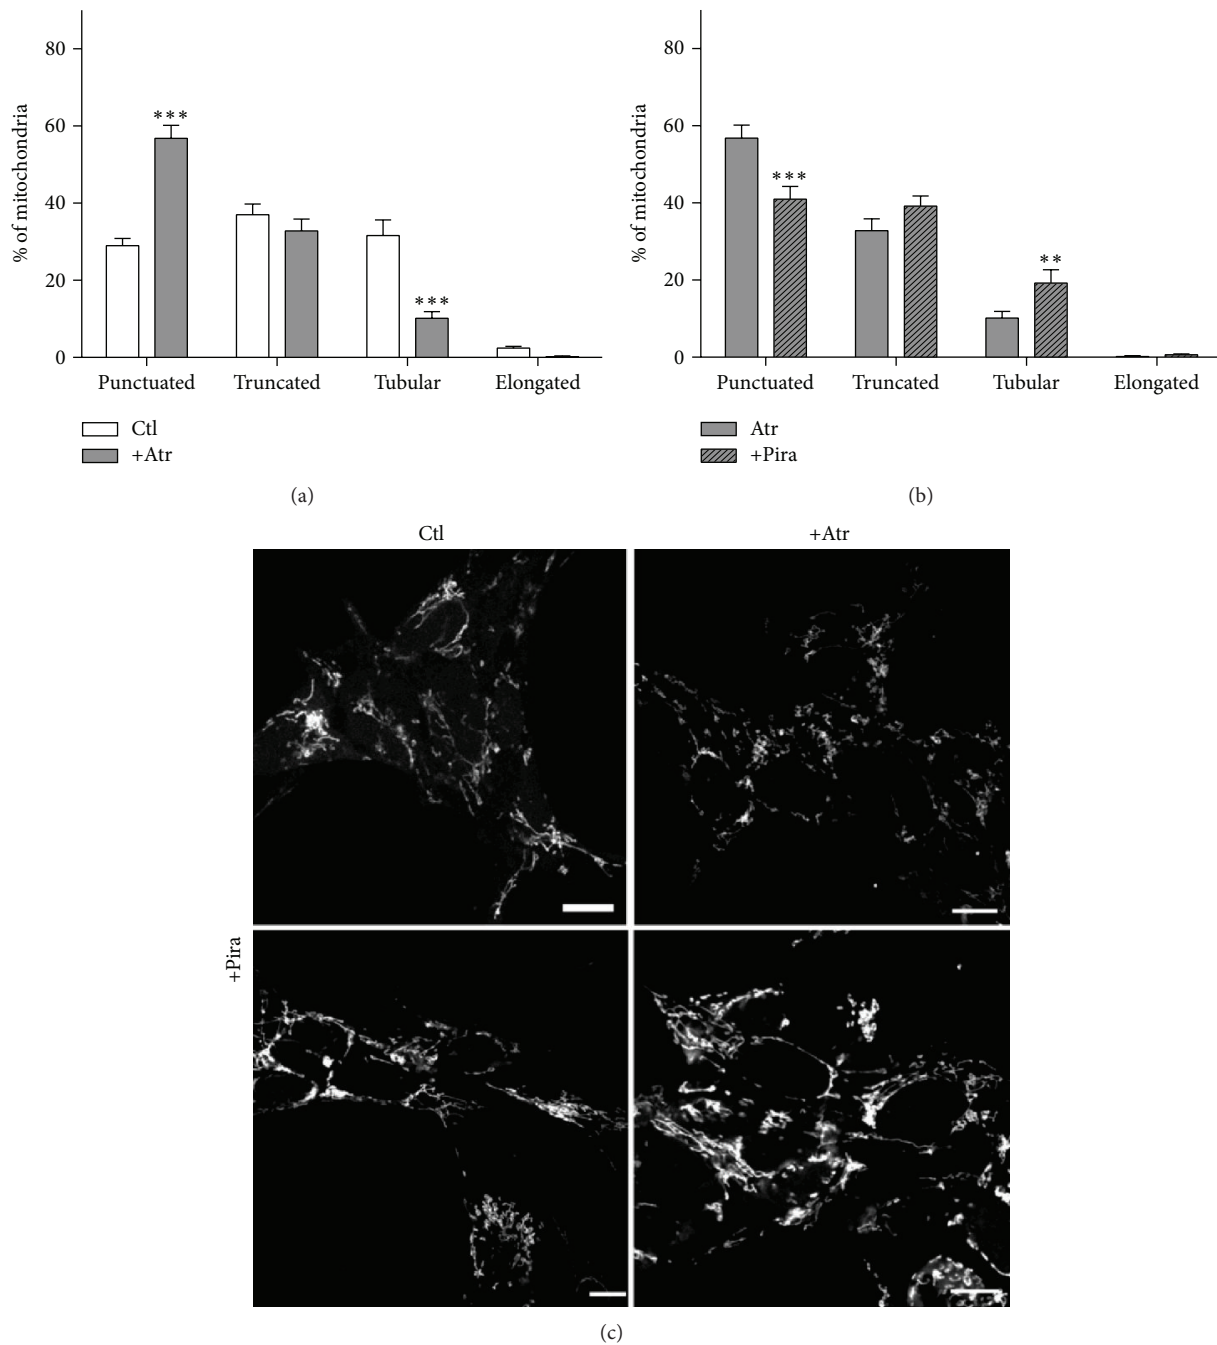 80
60
40
20
0
% of mitochondria
***
***
Punctuated Truncated Tubular Elongated
Ctl
+Atr
(a)
80
60
40
20
0
% of mitochondria
***
**
Punctuated Truncated Tubular Elongated
Atr
+Pira
(b)
Ctl +Atr
+Pira
(c)